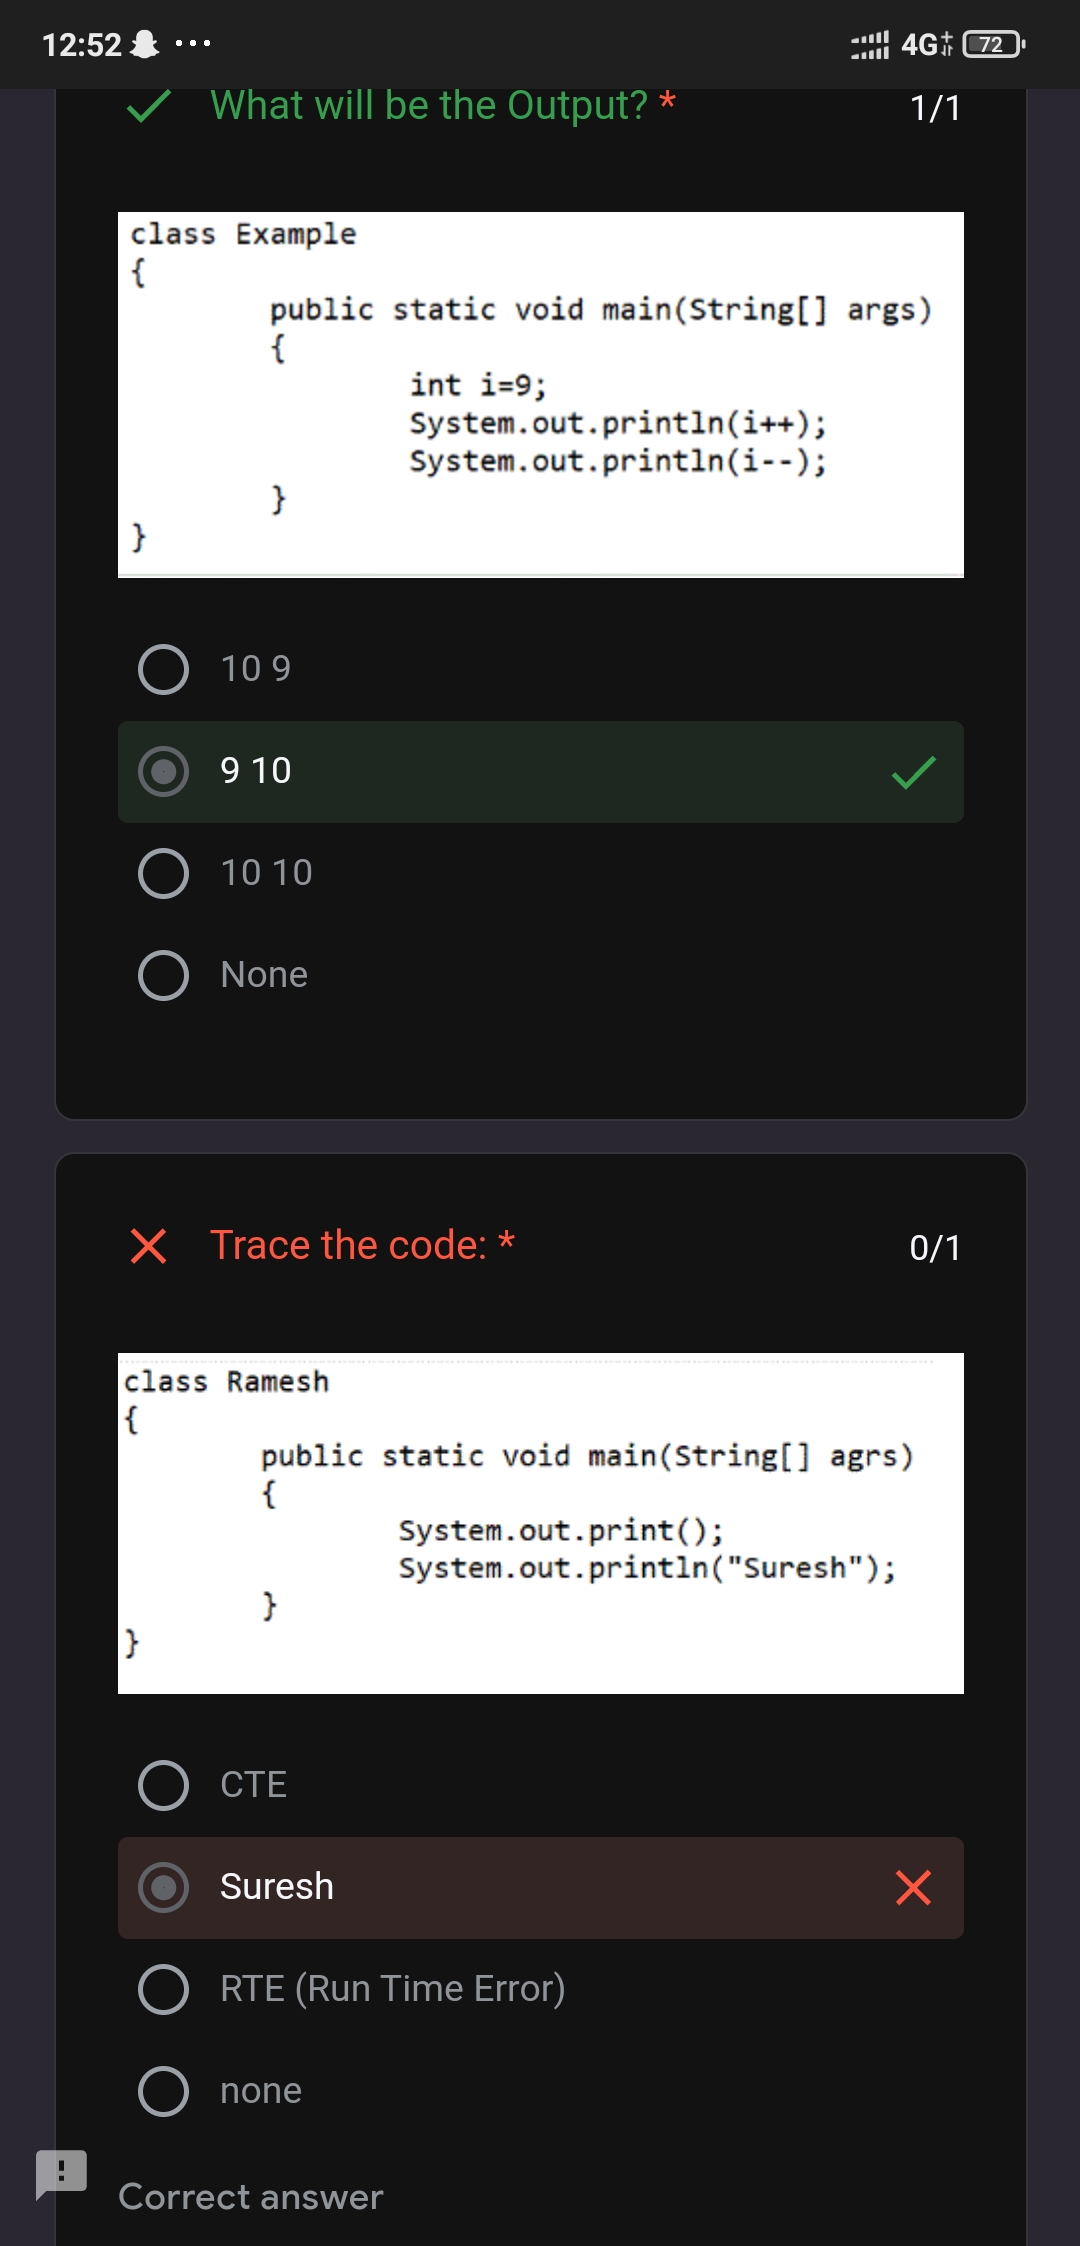 12:52 ...
4G 72
What will be the Output? *
1/1
class Example
{
public static void main(String[] args)
{
int i=9;
System.out.println(i++);
System.out.println(i--);
}
}
10 9
9 10
10 10
None
Trace the code: *
0/1
class Ramesh
{
public static void main(String[] agrs)
{
System.out.print();
System.out.println("Suresh");
}
}
CTE
Suresh
RTE (Run Time Error)
none
Correct answer